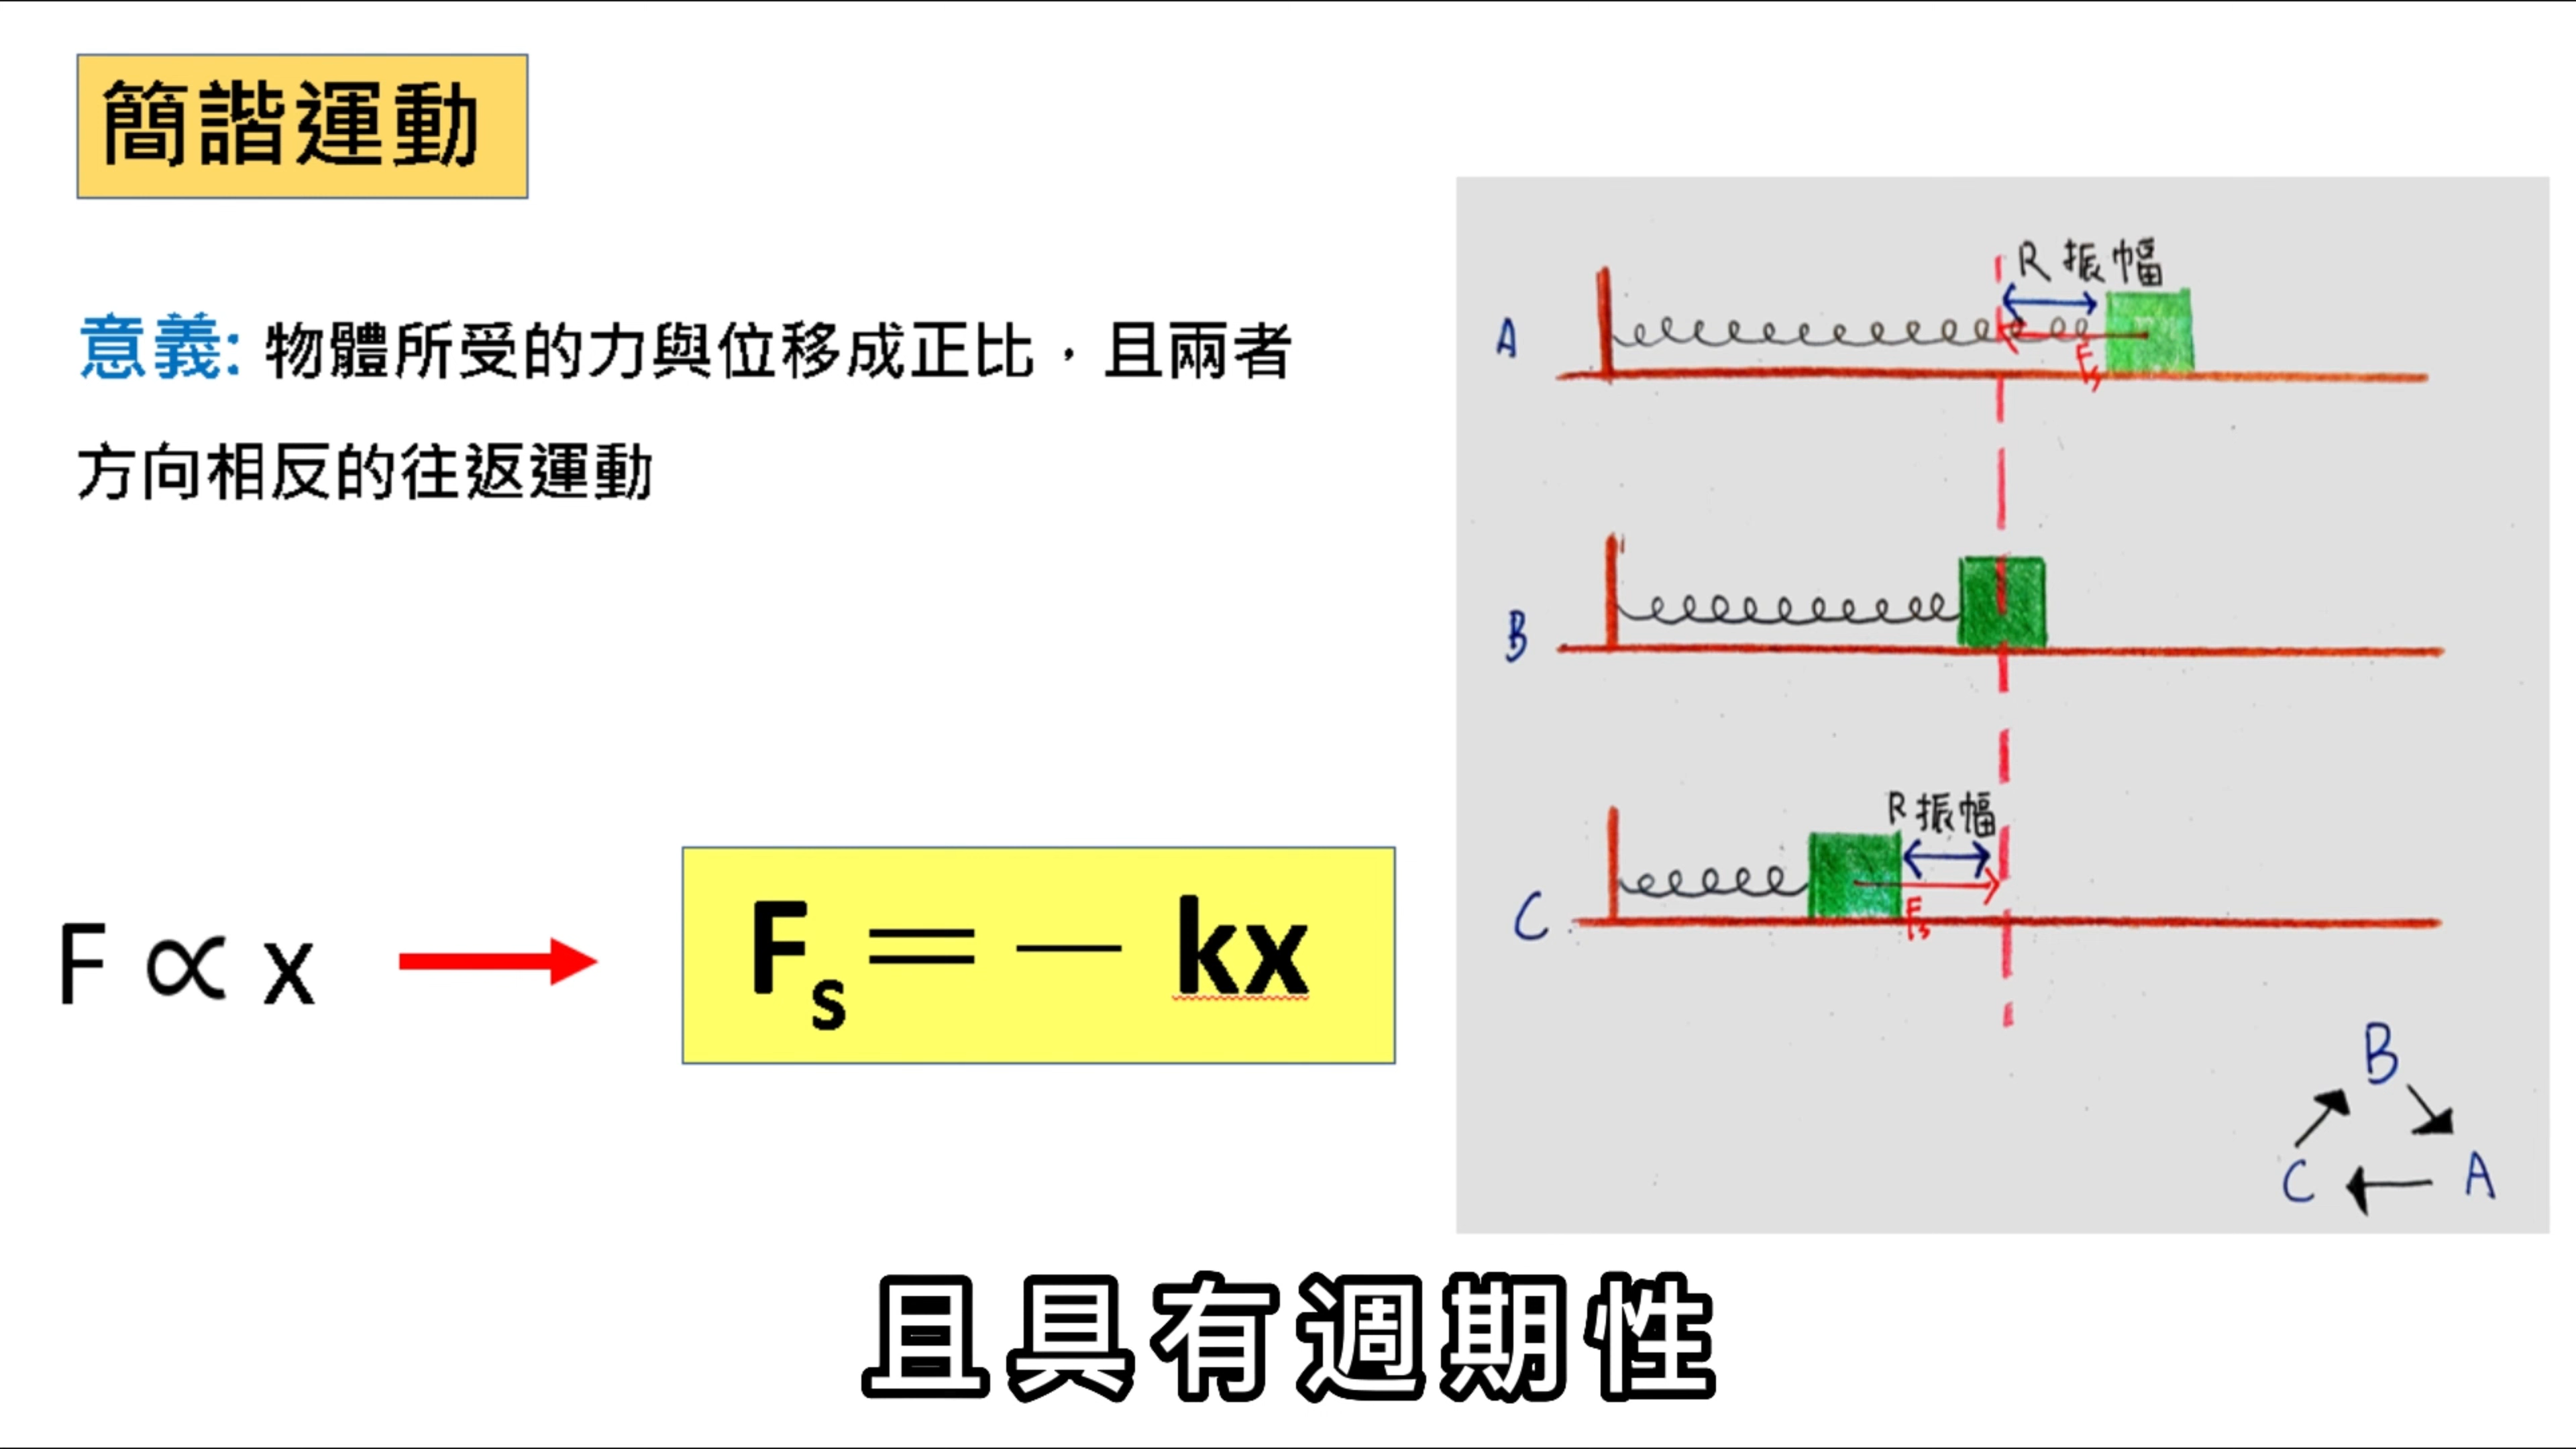 簡諧運動
意義: 物體所受的力與位移成正比，且兩者
方向相反的往返運動
F ∝ x
Fs = − kx
R 振幅
A
Fs
B
R 振幅
C
Fs
B
C
A
且具有週期性